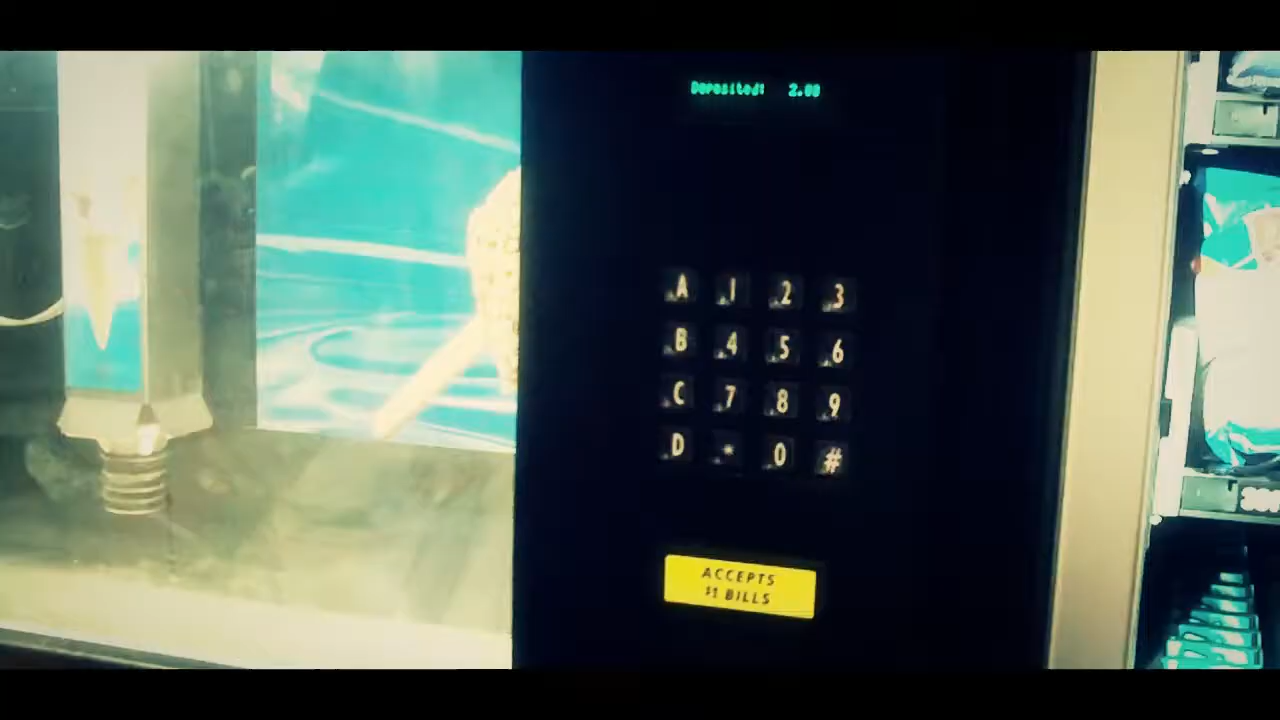 Deposited: 2.00
A 1 2 3
B 4 5 6
C 7 8 9
D * 0 #
ACCEPTS
$1 BILLS